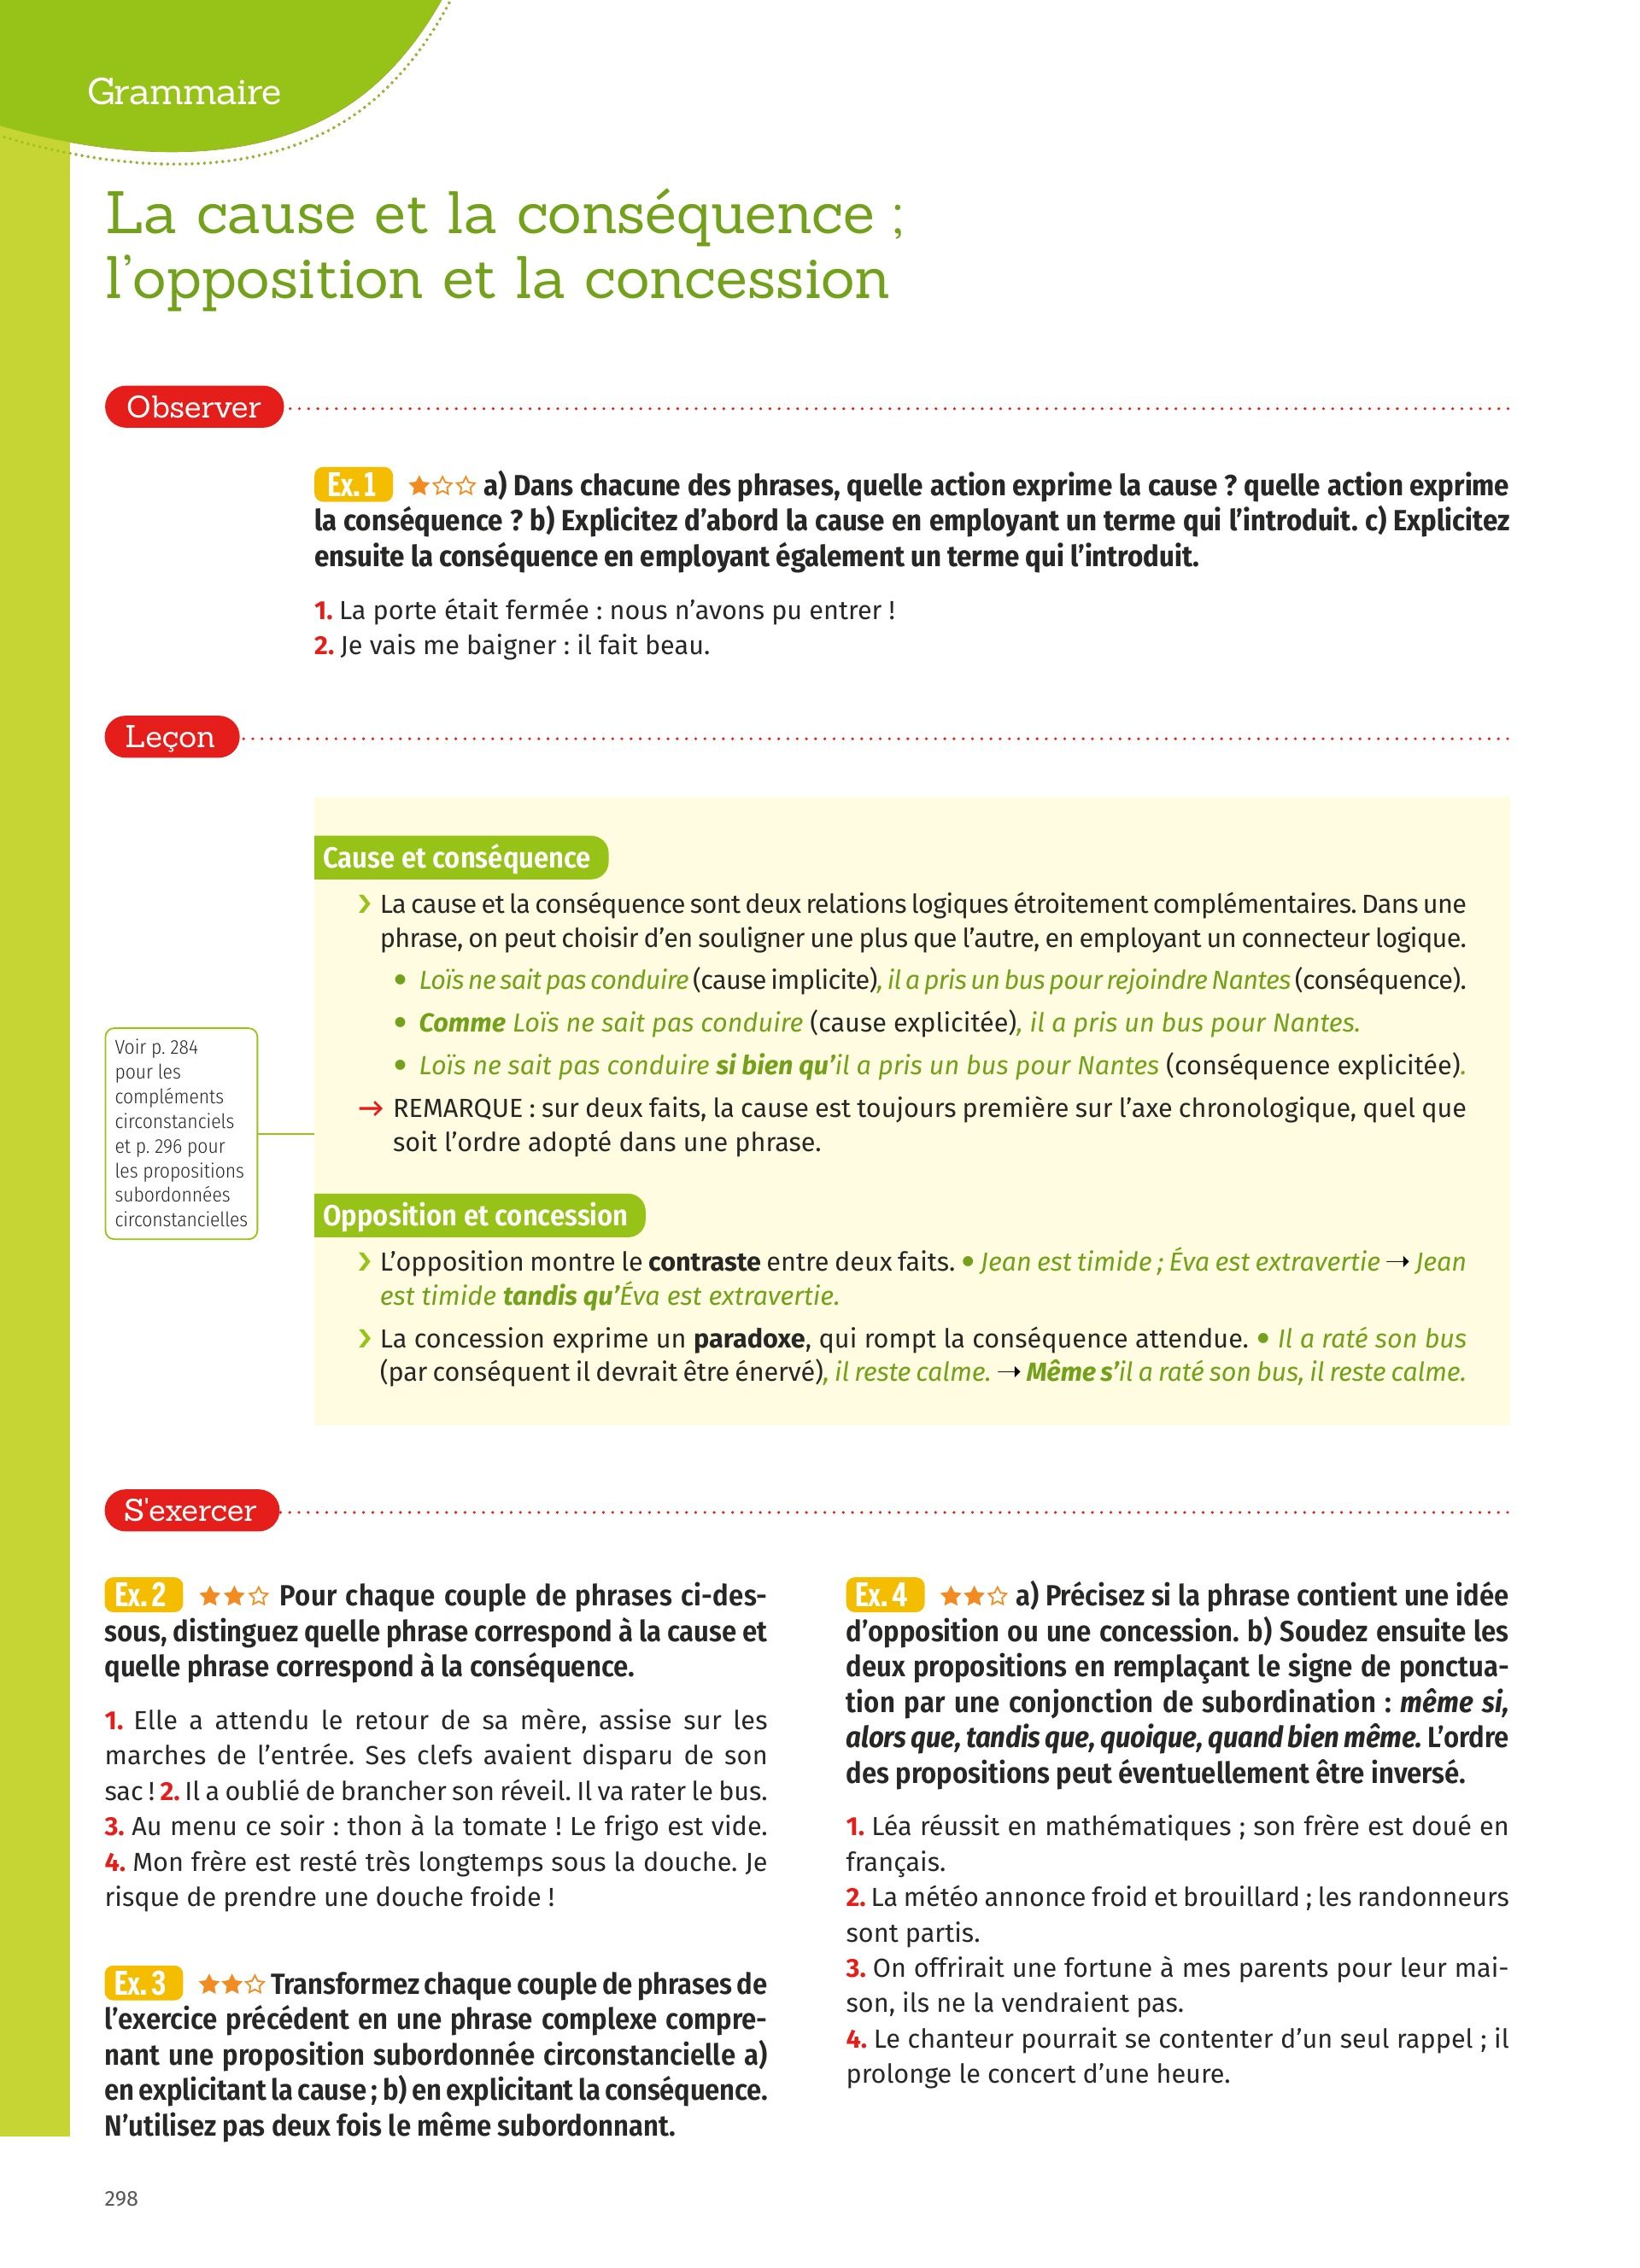 Grammaire
La cause et la conséquence ;
l’opposition et la concession
Observer
Ex. 1 ★☆☆ a) Dans chacune des phrases, quelle action exprime la cause ? quelle action exprime
la conséquence ? b) Explicitez d’abord la cause en employant un terme qui l’introduit. c) Explicitez
ensuite la conséquence en employant également un terme qui l’introduit.
1. La porte était fermée : nous n’avons pu entrer !
2. Je vais me baigner : il fait beau.
Leçon
Cause et conséquence
❯ La cause et la conséquence sont deux relations logiques étroitement complémentaires. Dans une
phrase, on peut choisir d’en souligner une plus que l’autre, en employant un connecteur logique.
• Loïs ne sait pas conduire (cause implicite), il a pris un bus pour rejoindre Nantes (conséquence).
• Comme Loïs ne sait pas conduire (cause explicitée), il a pris un bus pour Nantes.
• Loïs ne sait pas conduire si bien qu’il a pris un bus pour Nantes (conséquence explicitée).
→ REMARQUE : sur deux faits, la cause est toujours première sur l’axe chronologique, quel que
soit l’ordre adopté dans une phrase.
Voir p. 284
pour les
compléments
circonstanciels
et p. 296 pour
les propositions
subordonnées
circonstancielles
Opposition et concession
❯ L’opposition montre le contraste entre deux faits. • Jean est timide ; Éva est extravertie → Jean
est timide tandis qu’Éva est extravertie.
❯ La concession exprime un paradoxe, qui rompt la conséquence attendue. • Il a raté son bus
(par conséquent il devrait être énervé), il reste calme. → Même s’il a raté son bus, il reste calme.
S'exercer
Ex. 2 ★★☆ Pour chaque couple de phrases ci-des-
sous, distinguez quelle phrase correspond à la cause et
quelle phrase correspond à la conséquence.
1. Elle a attendu le retour de sa mère, assise sur les
marches de l’entrée. Ses clefs avaient disparu de son
sac ! 2. Il a oublié de brancher son réveil. Il va rater le bus.
3. Au menu ce soir : thon à la tomate ! Le frigo est vide.
4. Mon frère est resté très longtemps sous la douche. Je
risque de prendre une douche froide !
Ex. 3 ★★☆ Transformez chaque couple de phrases de
l’exercice précédent en une phrase complexe compre-
nant une proposition subordonnée circonstancielle a)
en explicitant la cause ; b) en explicitant la conséquence.
N’utilisez pas deux fois le même subordonnant.
Ex. 4 ★★☆ a) Précisez si la phrase contient une idée
d’opposition ou une concession. b) Soudez ensuite les
deux propositions en remplaçant le signe de ponctua-
tion par une conjonction de subordination : même si,
alors que, tandis que, quoique, quand bien même. L’ordre
des propositions peut éventuellement être inversé.
1. Léa réussit en mathématiques ; son frère est doué en
français.
2. La météo annonce froid et brouillard ; les randonneurs
sont partis.
3. On offrirait une fortune à mes parents pour leur mai-
son, ils ne la vendraient pas.
4. Le chanteur pourrait se contenter d’un seul rappel ; il
prolonge le concert d’une heure.
298